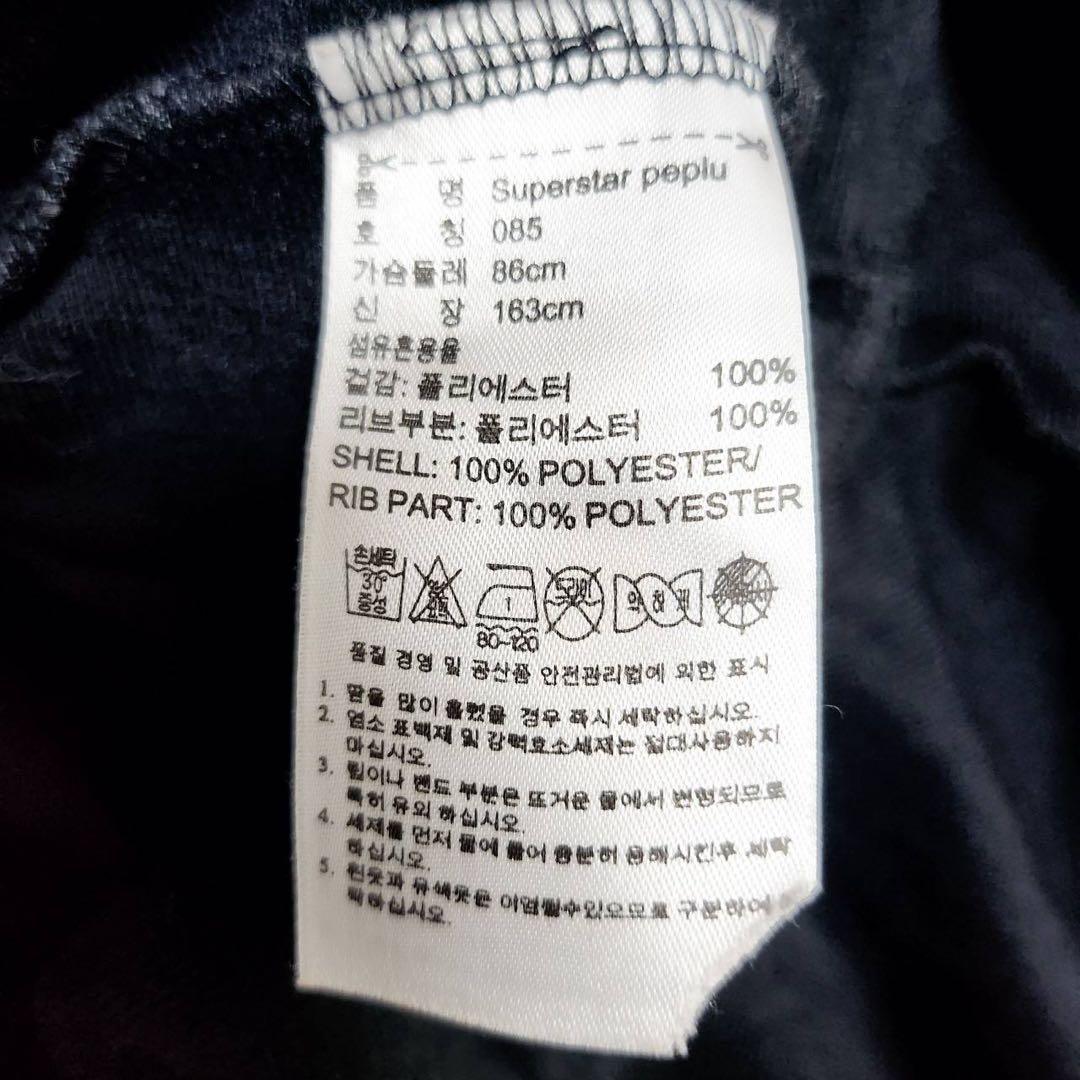 품 명 Superstar peplu
호 칭 085
가슴둘레 86cm
신 장 163cm
섬유혼용율
겉감: 폴리에스터 100%
리브부분: 폴리에스터 100%
SHELL: 100% POLYESTER/
RIB PART: 100% POLYESTER
손세탁
30°
중성
1
80-120
약하게
품질 경영 및 공산품 안전관리법에 의한 표시
1. 땀을 많이 흘렸을 경우 즉시 세탁하십시오.
2. 염소 표백제 및 강력효소세제는 절대사용하지
마십시오.
3. 립이나 밴드 부분은 뜨거운 물에서 변형되므로
특히 유의 하십시오.
4. 세제를 먼저 물에 풀어 충분히 용해시킨후 세탁
하십시오.
5. 흰옷과 유색옷은 이염될수있으므로 구분하여
탁하십시오.